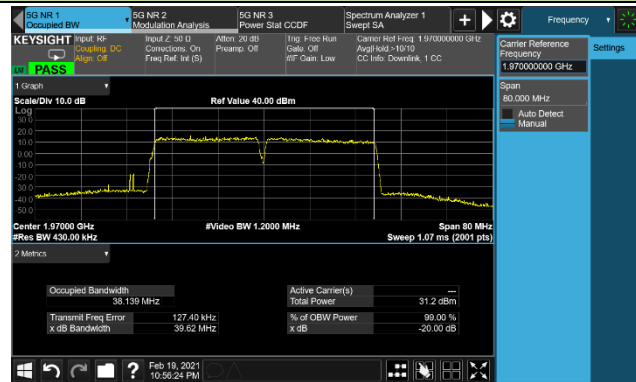 5G NR 1
Occupied BW
5G NR 2
Modulation Analysis
5G NR 3
Power Stat CCDF
Spectrum Analyzer 1
Swept SA
Frequency
KEYSIGHT
Input: RF
Coupling: DC
Align: Off
Input Z: 50 Ω
Corrections: On
Freq Ref: Int (S)
Atten: 20 dB
Preamp: Off
Trig: Free Run
Gate: Off
#IF Gain: Low
Carrier Ref Freq: 1.970000000 GHz
Avg|Hold:>10/10
CC Info: Downlink, 1 CC
LW PASS
Carrier Reference
Frequency
1.970000000 GHz
Settings
Span
80.000 MHz
Auto Detect
Manual
1 Graph
Scale/Div 10.0 dB
Ref Value 40.00 dBm
Log
30.0
20.0
10.0
0.00
-10.0
-20.0
-30.0
-40.0
-50.0
Center 1.97000 GHz
#Res BW 430.00 kHz
#Video BW 1.2000 MHz
Span 80 MHz
Sweep 1.07 ms (2001 pts)
2 Metrics
Occupied Bandwidth
38.139 MHz
Active Carrier(s)
---
Total Power
31.2 dBm
Transmit Freq Error
127.40 kHz
x dB Bandwidth
39.62 MHz
% of OBW Power
99.00 %
x dB
-20.00 dB
?
Feb 19, 2021
10:56:24 PM